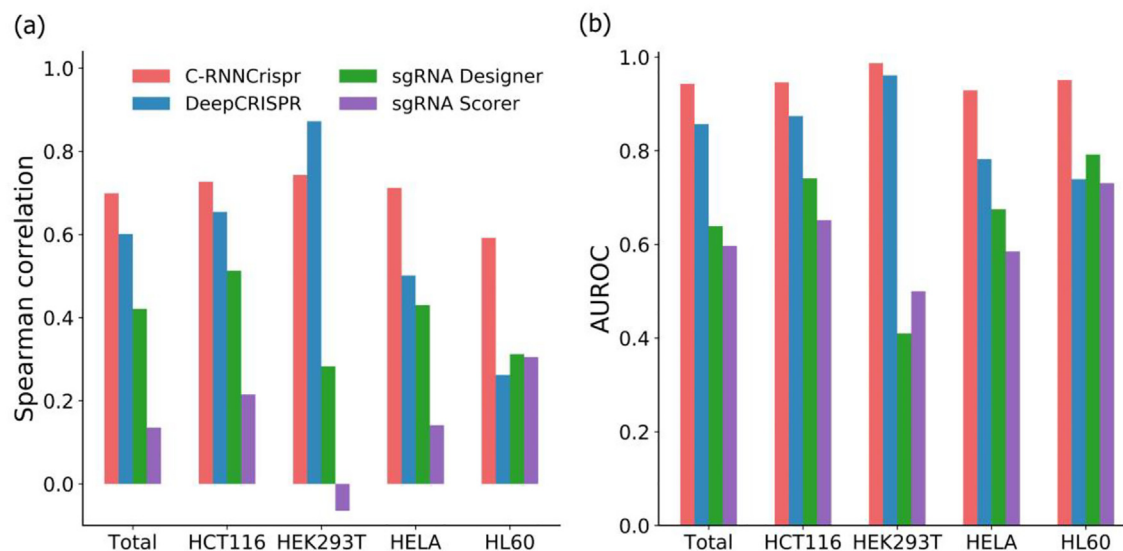 (a)
Spearman correlation
1.0
0.8
0.6
0.4
0.2
0.0
C-RNNCrispr
DeepCRISPR
sgRNA Designer
sgRNA Scorer
Total HCT116 HEK293T HELA HL60
(b)
AUROC
1.0
0.8
0.6
0.4
0.2
0.0
Total HCT116 HEK293T HELA HL60